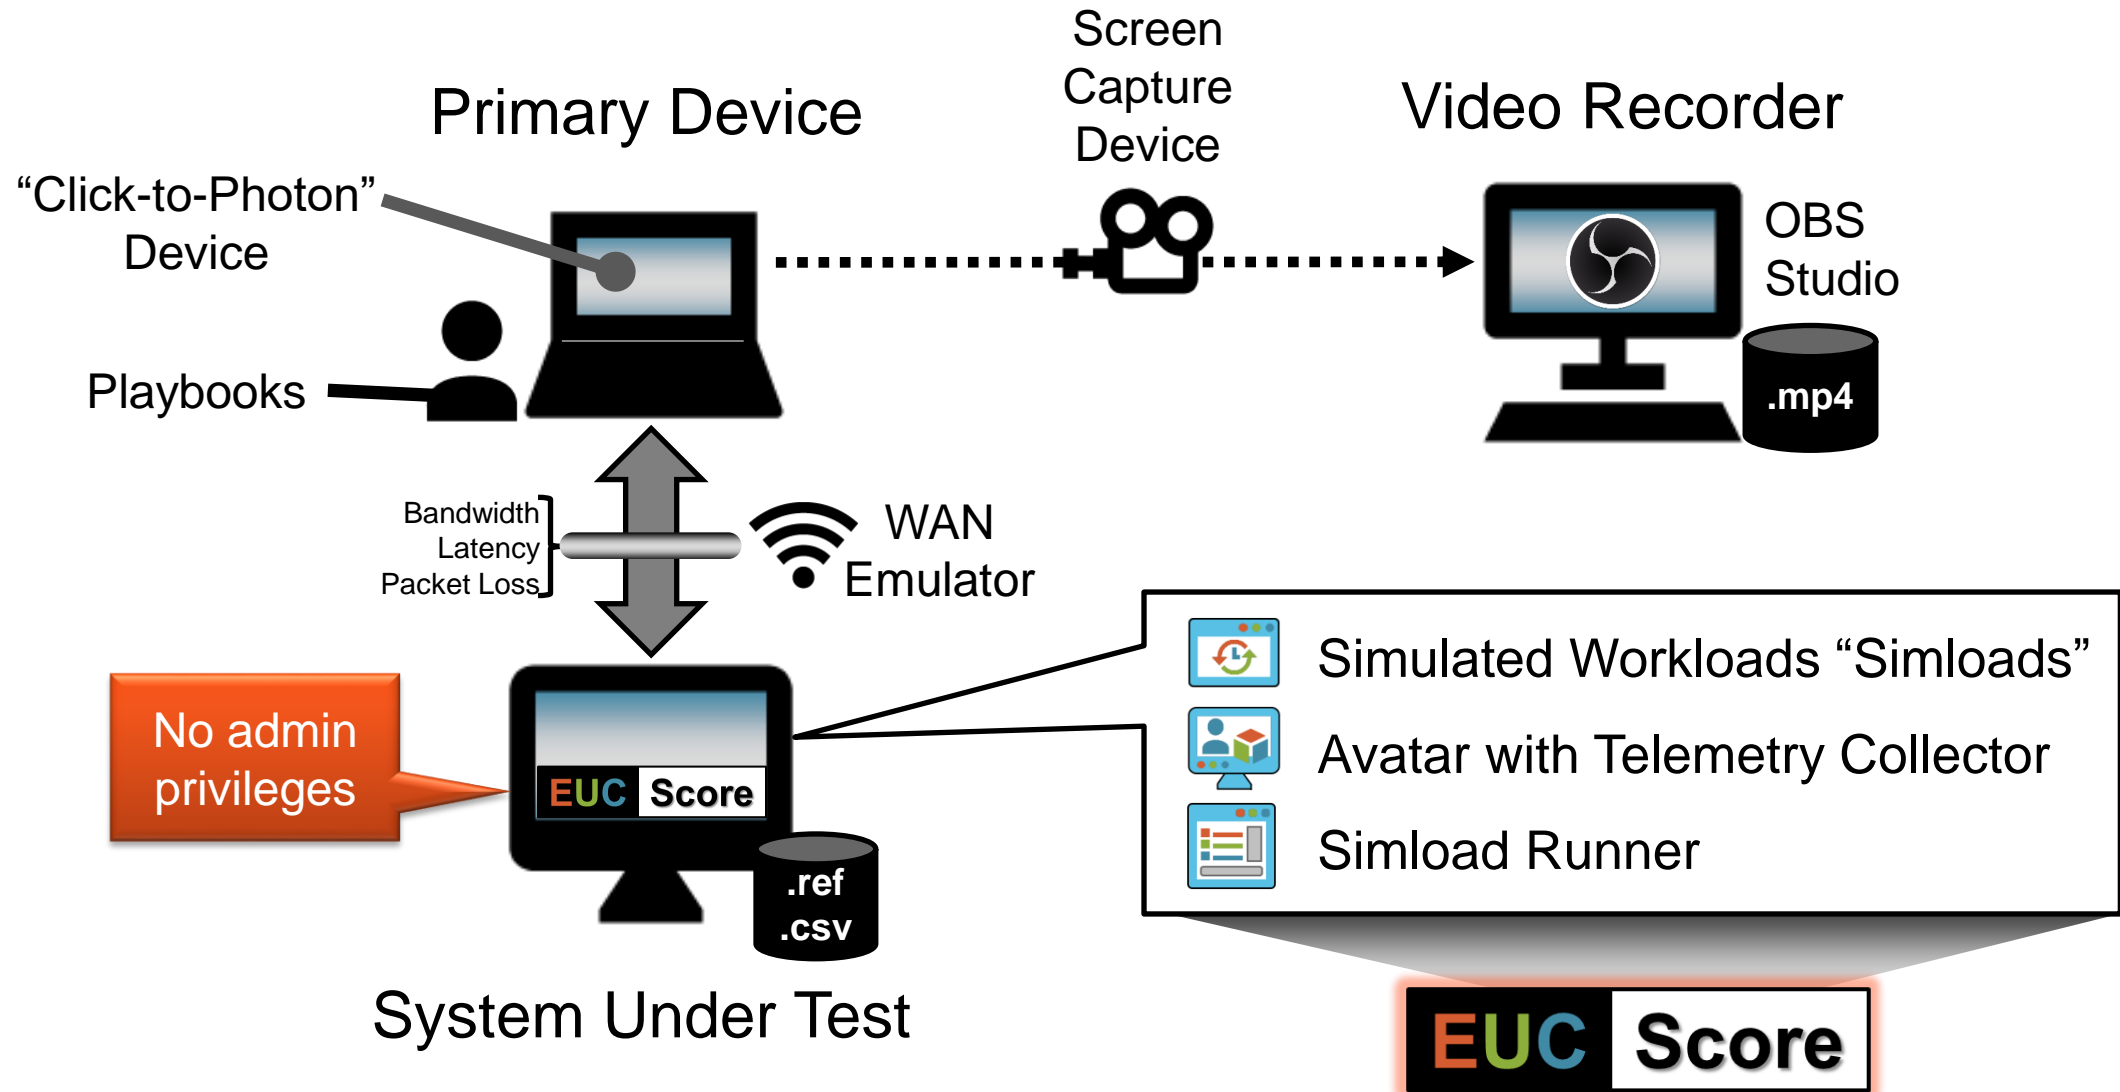 Screen
Capture
Device
Primary Device
Video Recorder
“Click-to-Photon”
Device
OBS
Studio
Playbooks
.mp4
Bandwidth
Latency
Packet Loss
WAN
Emulator
No admin
privileges
EUC Score
.ref
.csv
System Under Test
Simulated Workloads “Simloads”
Avatar with Telemetry Collector
Simload Runner
EUC Score